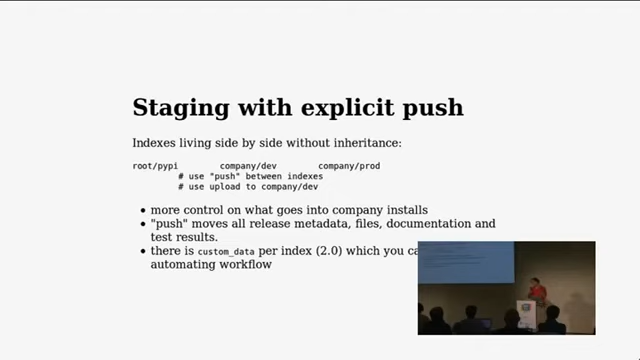 Staging with explicit push
Indexes living side by side without inheritance:
root/pypi company/dev company/prod
# use "push" between indexes
# use upload to company/dev
• more control on what goes into company installs
• "push" moves all release metadata, files, documentation and
test results.
• there is custom_data per index (2.0) which you
automating workflow